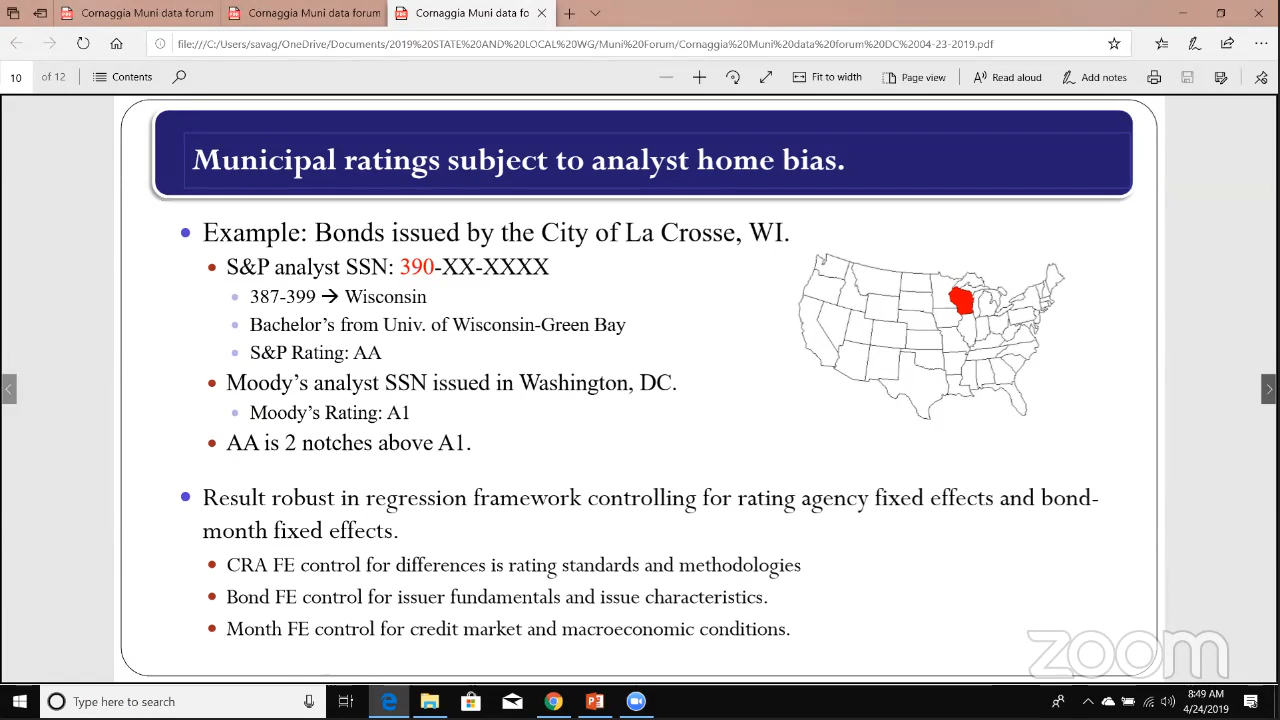 Cornaggia forum
Cornaggia forum
Cornaggia Muni data fo
file:///C:/Users/savag/OneDrive/Documents/2019%20STATE%20AND%20LOCAL%20WG/Muni%20Forum/Cornaggia%20Muni%20data%20forum%20DC%2004-23-2019.pdf
10 of 12 Contents Fit to width Page view Read aloud Add notes
Municipal ratings subject to analyst home bias.
Example: Bonds issued by the City of La Crosse, WI.
S&P analyst SSN: 390-XX-XXXX
387-399 → Wisconsin
Bachelor's from Univ. of Wisconsin-Green Bay
S&P Rating: AA
Moody's analyst SSN issued in Washington, DC.
Moody's Rating: A1
AA is 2 notches above A1.
Result robust in regression framework controlling for rating agency fixed effects and bond-
month fixed effects.
CRA FE control for differences is rating standards and methodologies
Bond FE control for issuer fundamentals and issue characteristics.
Month FE control for credit market and macroeconomic conditions.
zoom
Type here to search
8:49 AM
4/24/2019